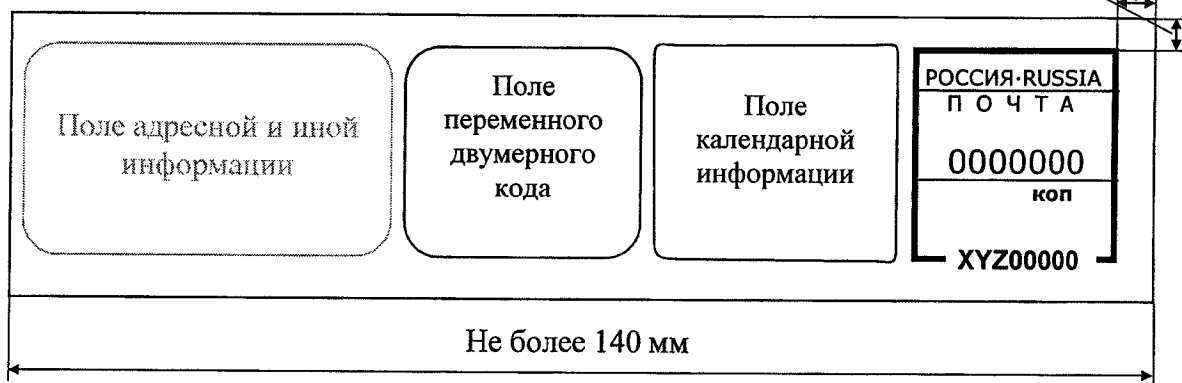 Поле адресной и иной
информации
Поле
переменного
двумерного
кода
Поле
календарной
информации
РОССИЯ·RUSSIA
ПОЧТА
0000000
коп
XYZ00000
Не более 140 мм